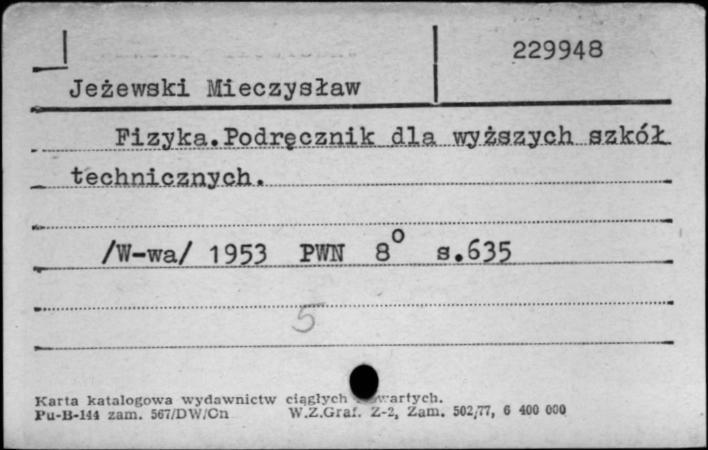 229948
Jeżewski Mieczysław
Fizyka.Podręcznik dla wyższych szkół
technicznych.
/W-wa/ 1953 PWN 8° s.635
5
Karta katalogowa wydawnictw ciągłych
Pu-B-144 zam. 567/DW/Cn W.Z.Graf. Z-2, Zam. 502/77, 6 400 000